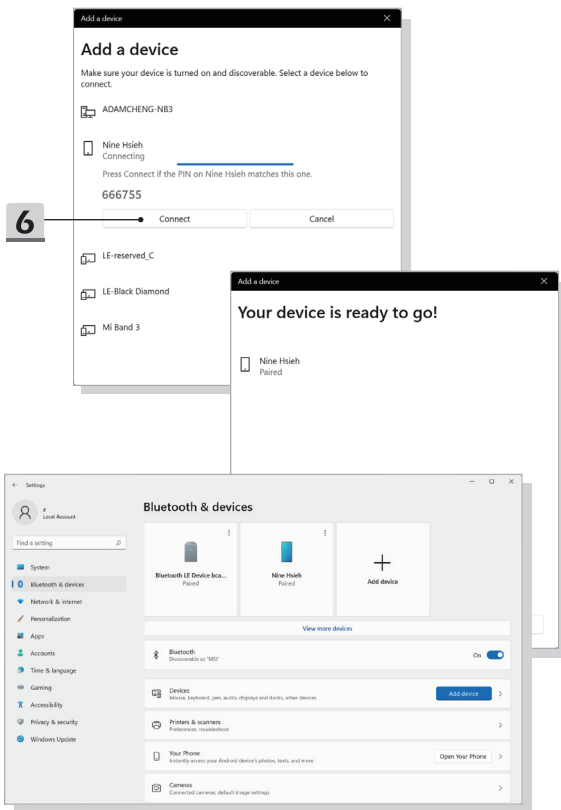 Add a device
Add a device
Make sure your device is turned on and discoverable. Select a device below to
connect.
ADAMCHENG-NB3
Nine Hsieh
Connecting
Press Connect if the PIN on Nine Hsieh matches this one.
666755
6
Connect
Cancel
LE-reserved_C
LE-Black Diamond
Mi Band 3
Add a device
Your device is ready to go!
Nine Hsieh
Paired
Settings
Local Account
Find a setting
System
Bluetooth & devices
Network & internet
Personalization
Apps
Accounts
Time & language
Gaming
Accessibility
Privacy & security
Windows Update
Bluetooth & devices
Bluetooth LE Device bca...
Paired
Nine Hsieh
Paired
Add device
View more devices
Bluetooth
Discoverable as "MSI"
On
Devices
Mouse, keyboard, pen, audio, displays and docks, other devices
Add device
Printers & scanners
Preferences, troubleshoot
Your Phone
Instantly access your Android device's photos, texts, and more
Open Your Phone
Cameras
Connected cameras, default image settings